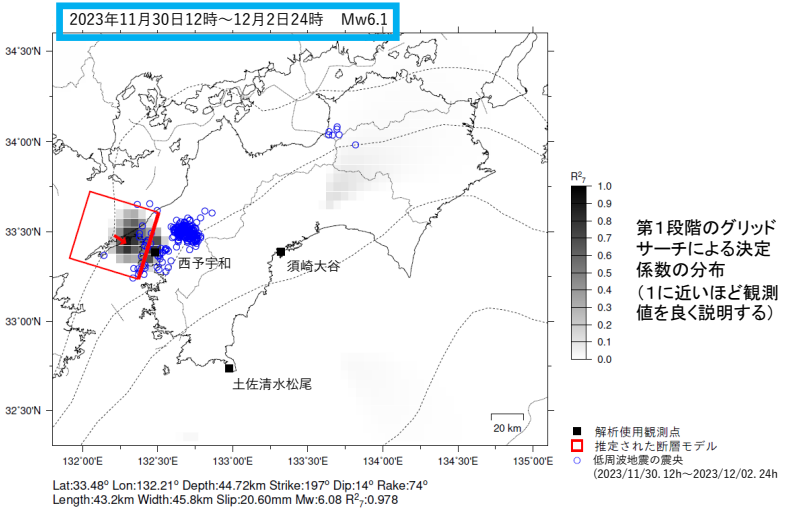 2023年11月30日12時～12月2日24時　Mw6.1
34˚30'N
34˚00'N
33˚30'N
33˚00'N
32˚30'N
132˚00'E
132˚30'E
133˚00'E
133˚30'E
134˚00'E
134˚30'E
135˚00'E
西予宇和
須崎大谷
土佐清水松尾
20 km
R²₇
1.0
0.9
0.8
0.7
0.6
0.5
0.4
0.3
0.2
0.1
0.0
第１段階のグリッド
サーチによる決定
係数の分布
（１に近いほど観測
値を良く説明する）
解析使用観測点
推定された断層モデル
低周波地震の震央
(2023/11/30.12h～2023/12/02.24h
Lat:33.48° Lon:132.21° Depth:44.72km Strike:197° Dip:14° Rake:74°
Length:43.2km Width:45.8km Slip:20.60mm Mw:6.08 R²₇:0.978